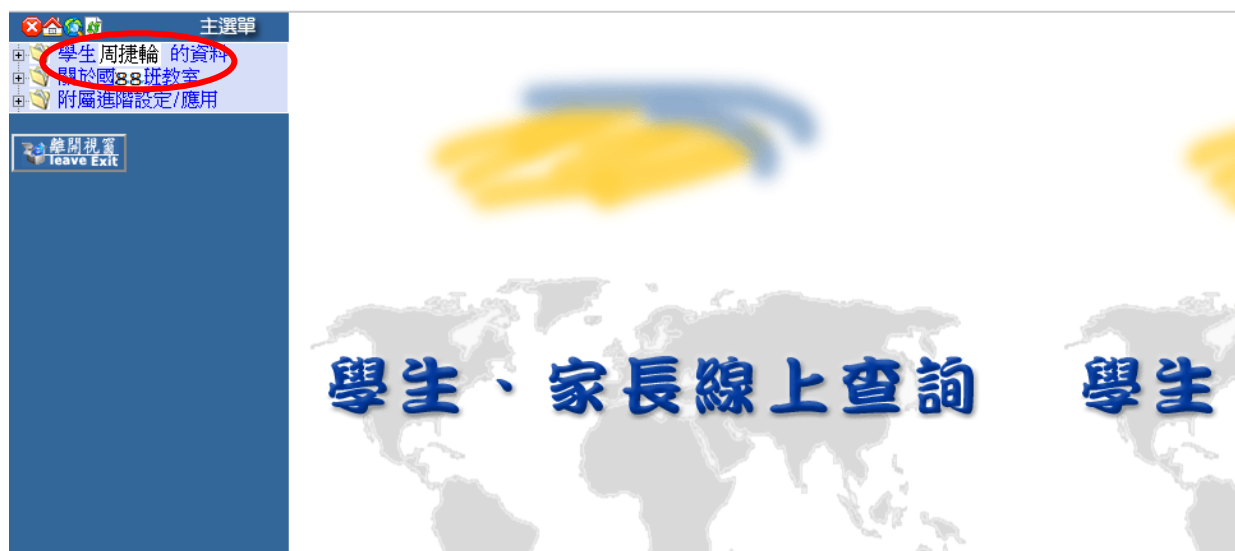 主選單
學生 周捷輪 的資料
關於國88班教室
附屬進階設定/應用
離開視窗
leave Exit
學生、家長線上查詢
學生